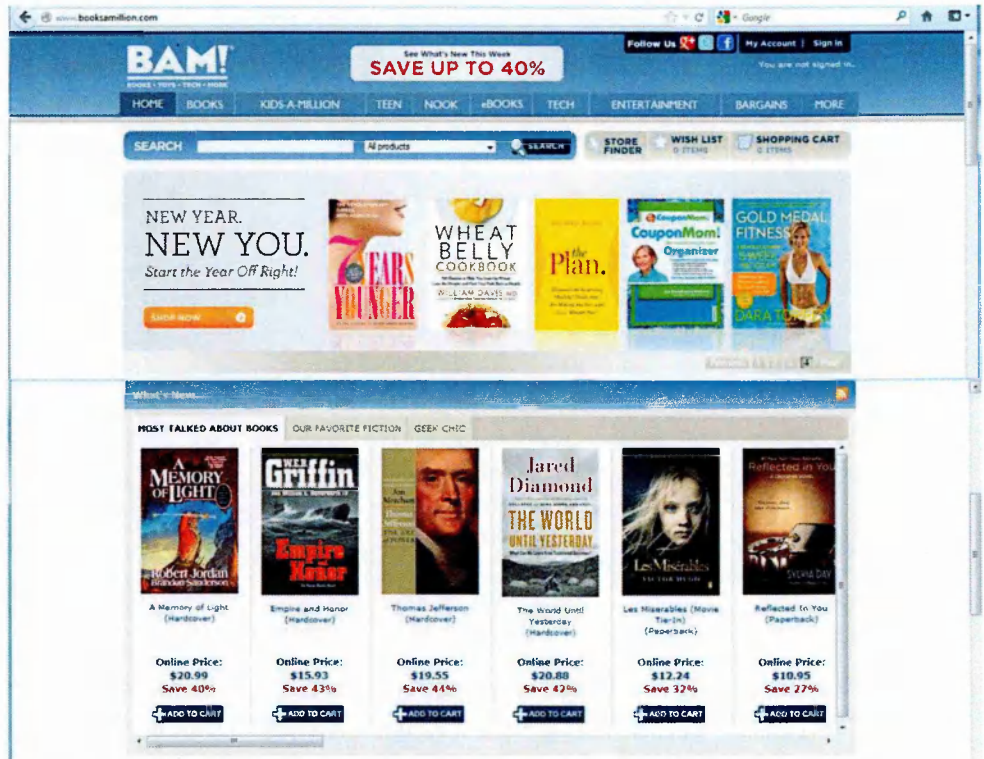 www.booksamillion.com
Google
BAM!
BOOKS • TOYS • TECH • MORE
See What's New This Week
SAVE UP TO 40%
Follow Us
My Account | Sign In
You are not signed in.
HOME BOOKS KIDS-A-MILLION TEEN NOOK eBOOKS TECH ENTERTAINMENT BARGAINS MORE
SEARCH
All products
SEARCH
STORE FINDER
WISH LIST
0 ITEMS
SHOPPING CART
0 ITEMS
NEW YEAR.
NEW YOU.
Start the Year Off Right!
SHOP NOW
7 YEARS
YOUNGER
WHEAT
BELLY
COOKBOOK
WILLIAM DAVIS, MD
the
Plan.
CouponMom!
CouponMom!
Organizer
GOLD MEDAL
FITNESS
DARA TORRES
What's New
MOST TALKED ABOUT BOOKS
OUR FAVORITE FICTION
GEEK CHIC
A
MEMORY
OF LIGHT
Robert Jordan
Brandon Sanderson
W.E.B.
Griffin
Empire
and
Honor
Jon
Meacham
Thomas
Jefferson
Jared
Diamond
THE WORLD
UNTIL YESTERDAY
What Can We Learn from Traditional Societies?
Les Misérables
VICTOR HUGO
Reflected in You
SYLVIA DAY
A Memory of Light
(Hardcover)
Empire and Honor
(Hardcover)
Thomas Jefferson
(Hardcover)
The World Until
Yesterday
(Hardcover)
Les Miserables (Movie
Tie-In)
(Paperback)
Reflected In You
(Paperback)
Online Price:
$20.99
Save 40%
ADD TO CART
Online Price:
$15.93
Save 43%
ADD TO CART
Online Price:
$19.55
Save 44%
ADD TO CART
Online Price:
$20.88
Save 42%
ADD TO CART
Online Price:
$12.24
Save 32%
ADD TO CART
Online Price:
$10.95
Save 27%
ADD TO CART